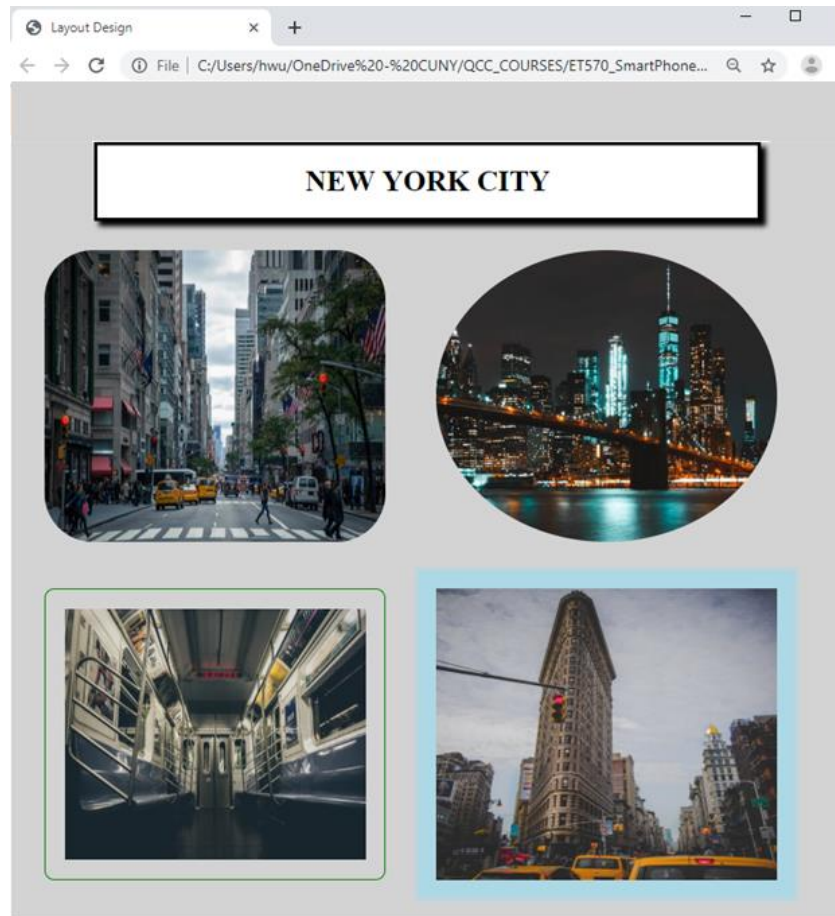 Layout Design
File | C:/Users/hwu/OneDrive%20-%20CUNY/QCC_COURSES/ET570_SmartPhone...
NEW YORK CITY